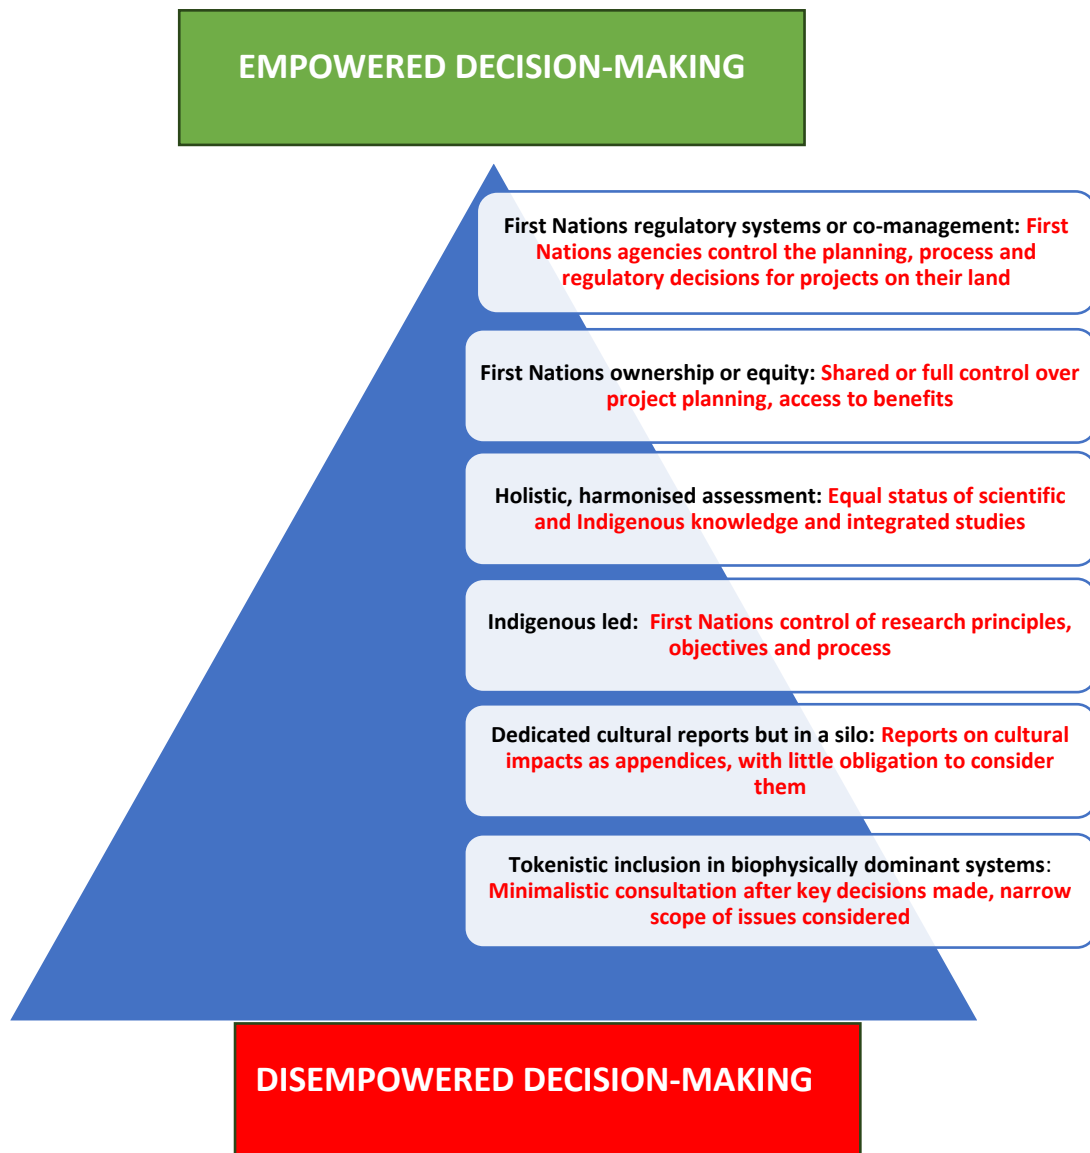 EMPOWERED DECISION-MAKING
First Nations regulatory systems or co-management: First
Nations agencies control the planning, process and
regulatory decisions for projects on their land
First Nations ownership or equity: Shared or full control over
project planning, access to benefits
Holistic, harmonised assessment: Equal status of scientific
and Indigenous knowledge and integrated studies
Indigenous led:  First Nations control of research principles,
objectives and process
Dedicated cultural reports but in a silo: Reports on cultural
impacts as appendices, with little obligation to consider
them
Tokenistic inclusion in biophysically dominant systems:
Minimalistic consultation after key decisions made, narrow
scope of issues considered
DISEMPOWERED DECISION-MAKING